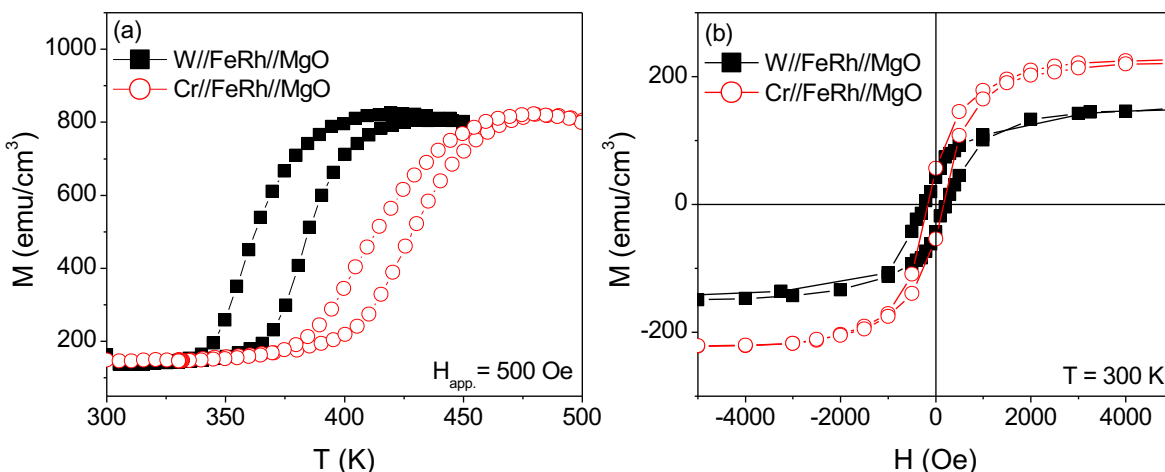 (a)
W//FeRh//MgO
Cr//FeRh//MgO
H_app. = 500 Oe
M (emu/cm³)
1000
800
600
400
200
300 350 400 450 500
T (K)
(b)
W//FeRh//MgO
Cr//FeRh//MgO
T = 300 K
M (emu/cm³)
200
0
-200
-4000 -2000 0 2000 4000
H (Oe)